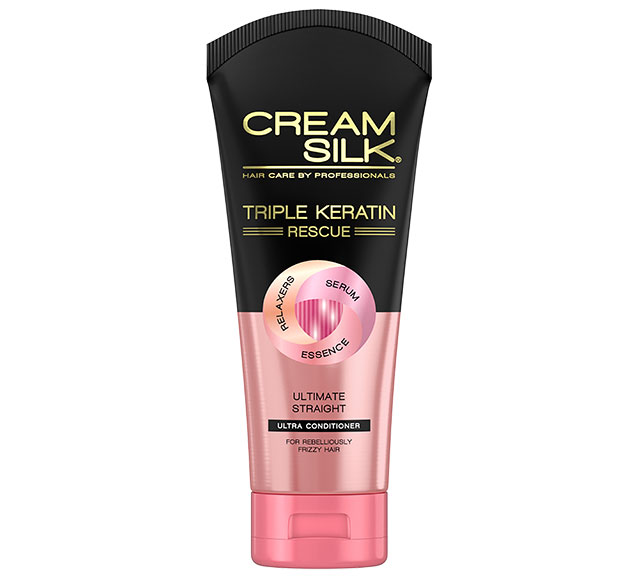 CREAM
SILK®
HAIR CARE BY PROFESSIONALS
TRIPLE KERATIN
RESCUE
RELAXERS
SERUM
ESSENCE
ULTIMATE
STRAIGHT
ULTRA CONDITIONER
FOR REBELLIOUSLY
FRIZZY HAIR